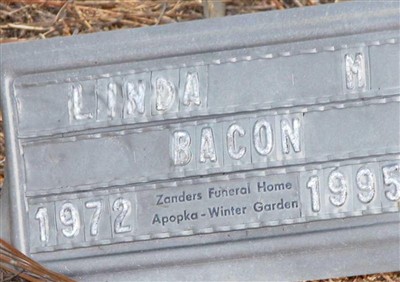 LINDA M
BACON
1972 Zanders Funeral Home 1995
Apopka - Winter Garden